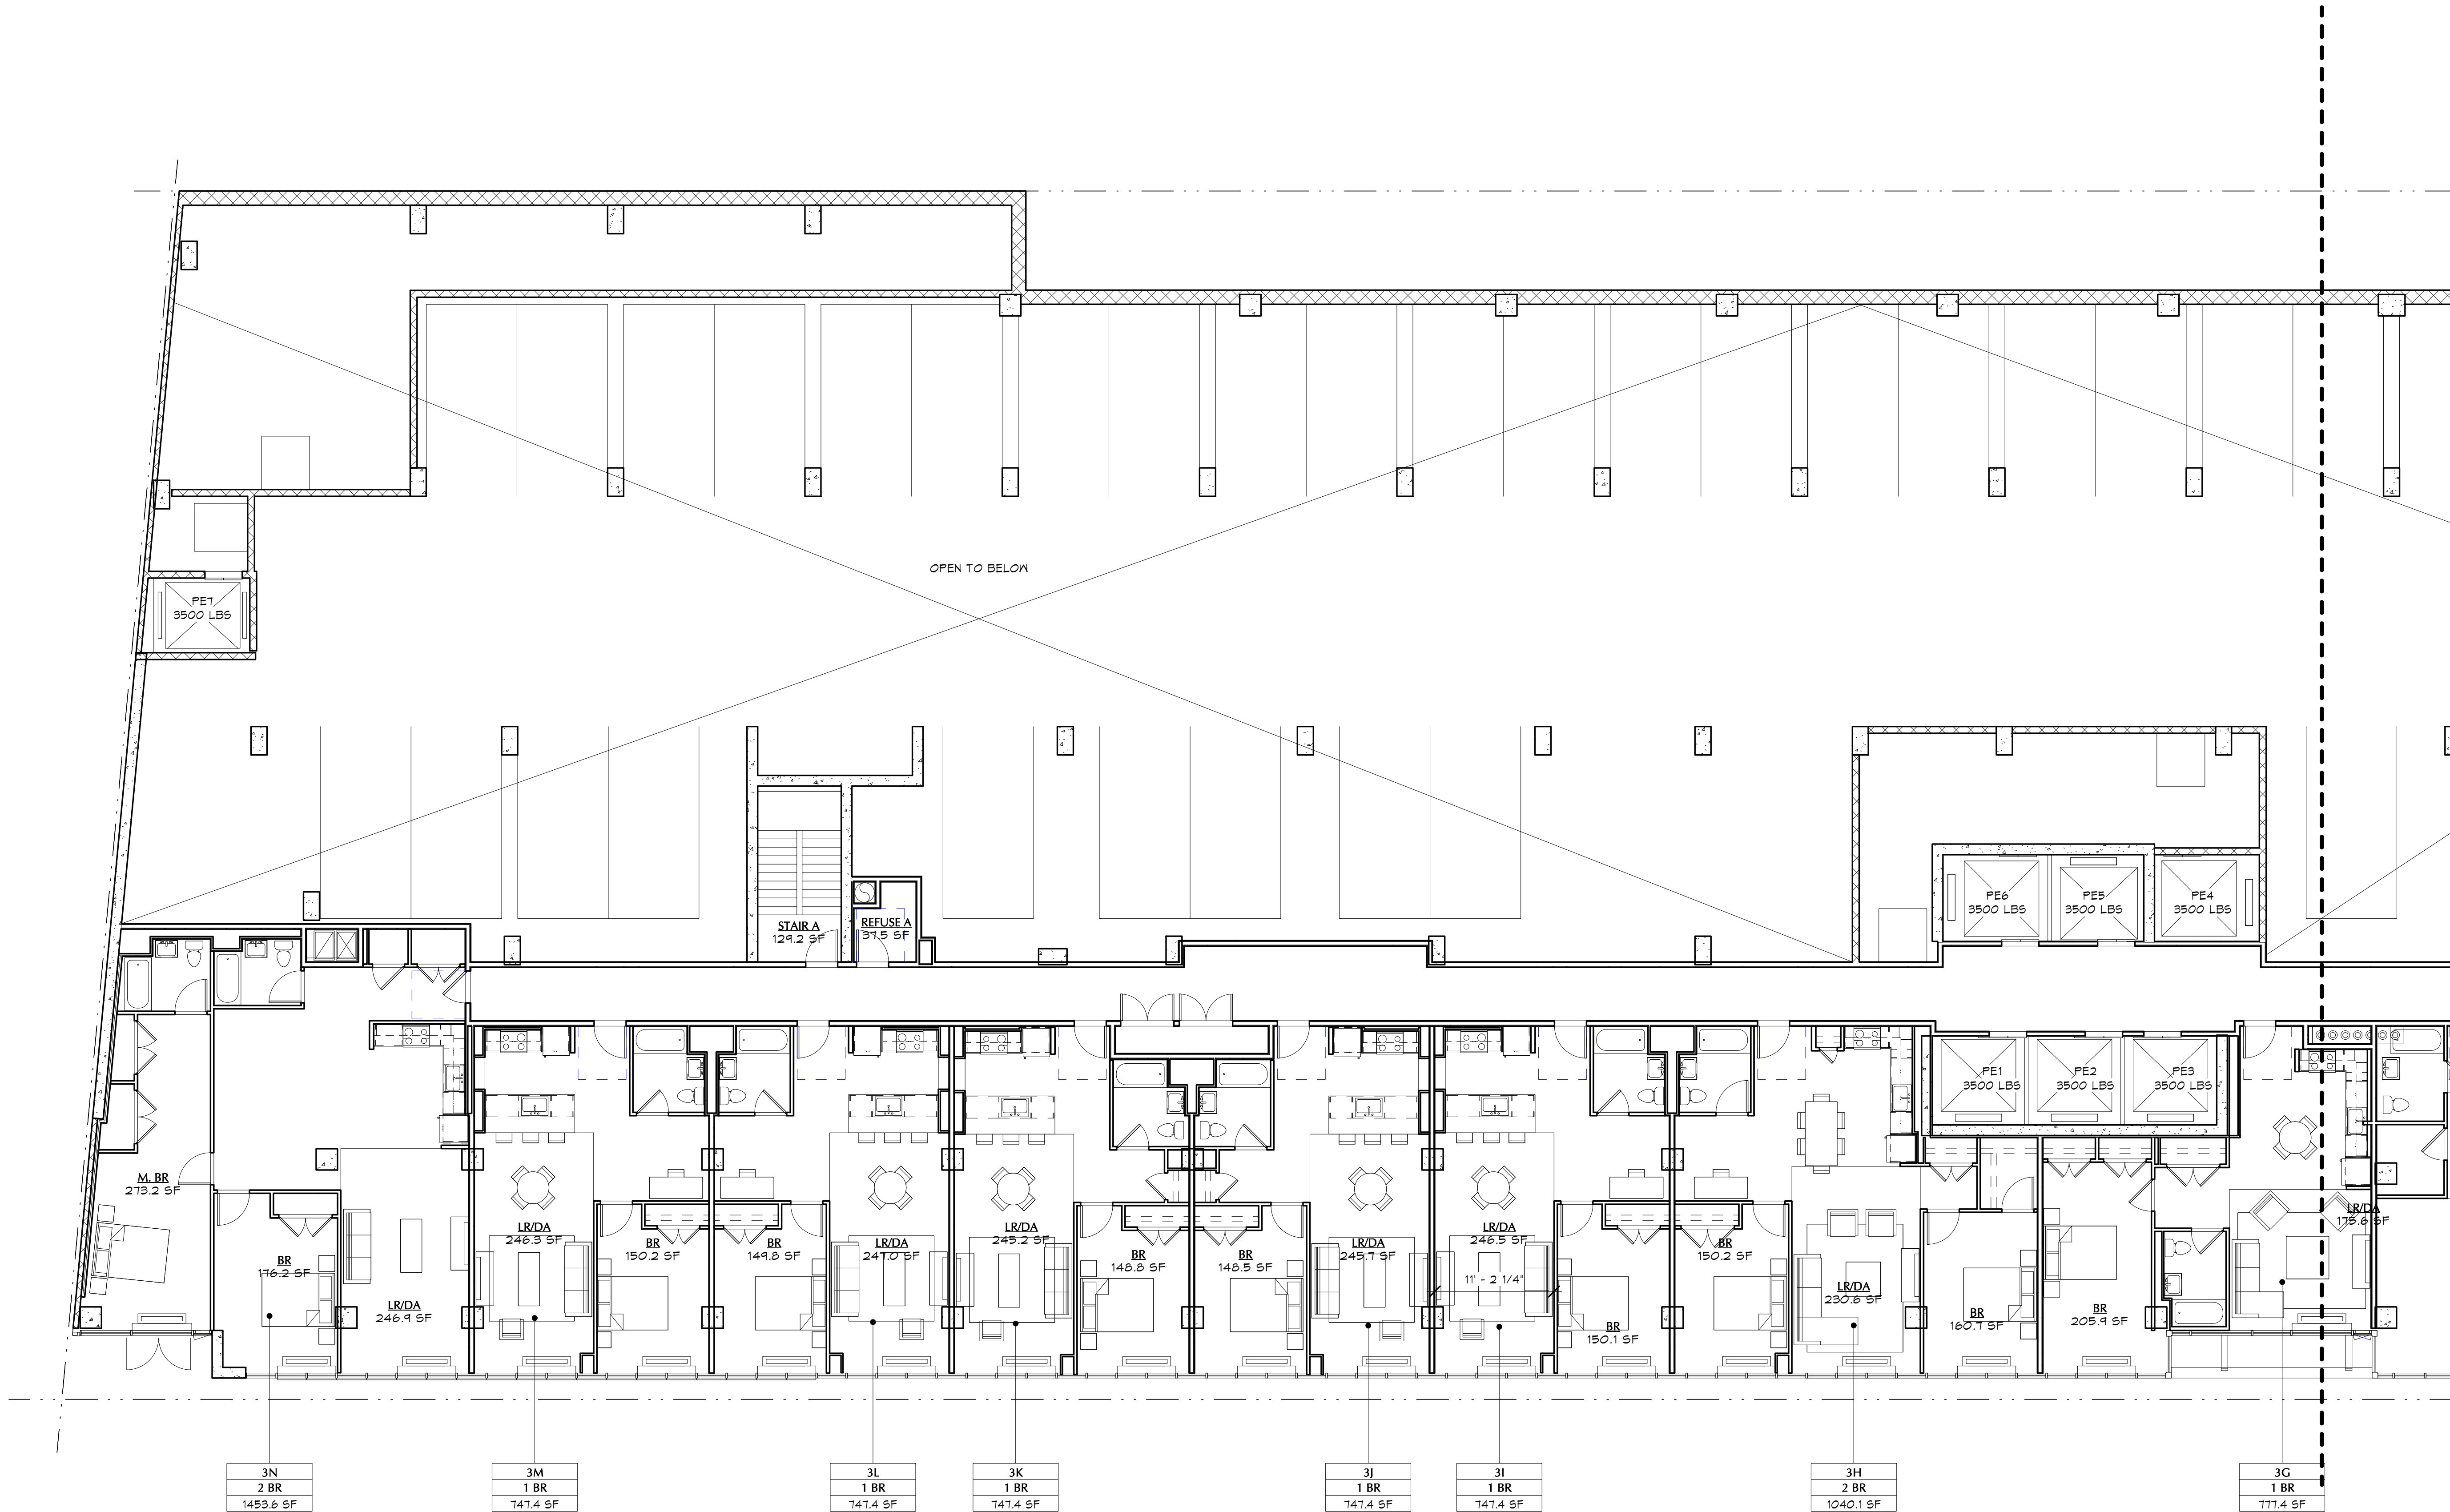 OPEN TO BELOW
PE7
3500 LBS
PE6
3500 LBS
PE5
3500 LBS
PE4
3500 LBS
STAIR A
129.2 SF
REFUSE A
37.5 SF
PE1
3500 LBS
PE2
3500 LBS
PE3
3500 LBS
M. BR
273.2 SF
BR
176.2 SF
LR/DA
246.9 SF
LR/DA
246.3 SF
BR
150.2 SF
BR
149.8 SF
LR/DA
247.0 SF
LR/DA
245.2 SF
BR
148.8 SF
BR
148.5 SF
LR/DA
245.7 SF
LR/DA
246.5 SF
11' - 2 1/4"
BR
150.1 SF
BR
150.2 SF
LR/DA
230.6 SF
BR
160.7 SF
BR
205.9 SF
LR/DA
175.6 SF
3N
2 BR
1453.6 SF
3M
1 BR
747.4 SF
3L
1 BR
747.4 SF
3K
1 BR
747.4 SF
3J
1 BR
747.4 SF
3I
1 BR
747.4 SF
3H
2 BR
1040.1 SF
3G
1 BR
777.4 SF